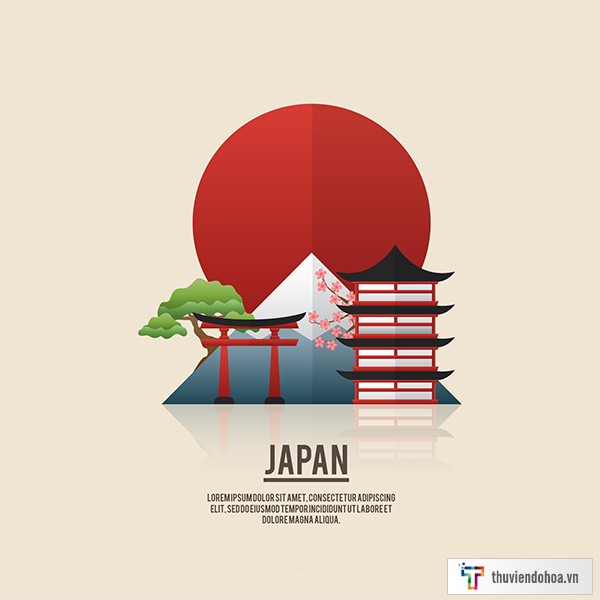 JAPAN
LOREM IPSUM DOLOR SIT AMET, CONSECTETUR ADIPISCING
ELIT, SED DO EIUSMOD TEMPOR INCIDIDUNT UT LABORE ET
DOLORE MAGNA ALIQUA.
thuviendohoa.vn